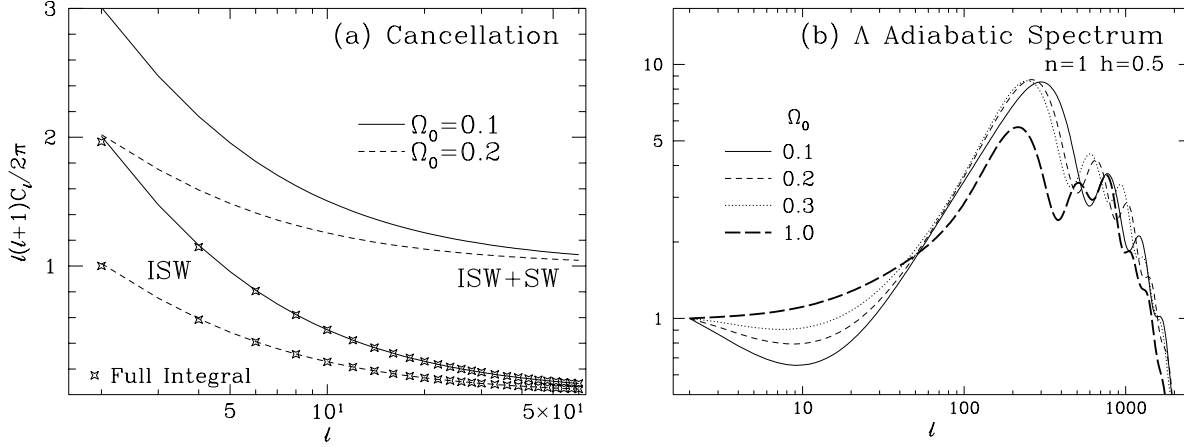 (a) Cancellation
Ω₀=0.1
Ω₀=0.2
ISW
ISW+SW
Full Integral
ℓ(ℓ+1)Cℓ/2π
3
2
1
5
10¹
5×10¹
ℓ
(b) Λ Adiabatic Spectrum
n=1 h=0.5
Ω₀
0.1
0.2
0.3
1.0
10
5
1
10
100
1000
ℓ